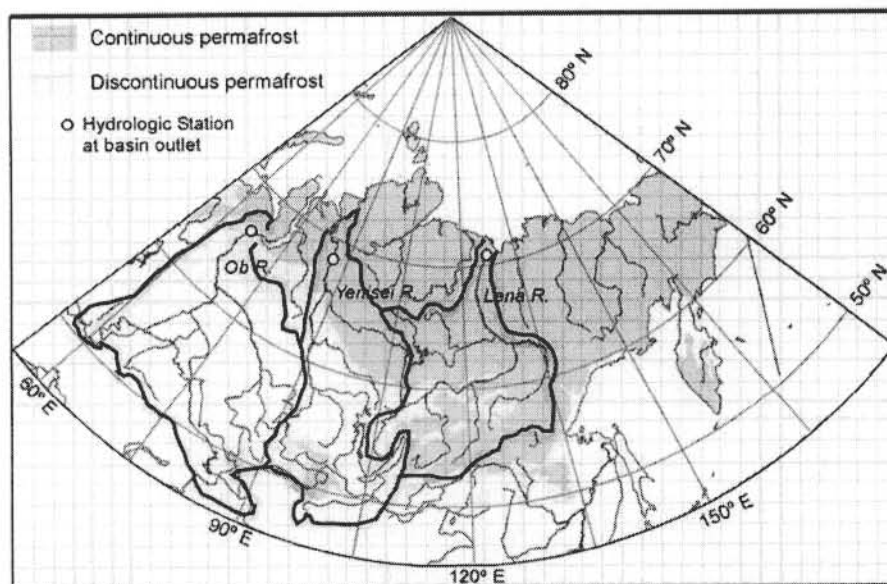 Continuous permafrost
Discontinuous permafrost
Hydrologic Station
at basin outlet
80° N
70° N
60° N
50° N
Ob R.
Yenisei R.
Lena R.
60° E
90° E
120° E
150° E